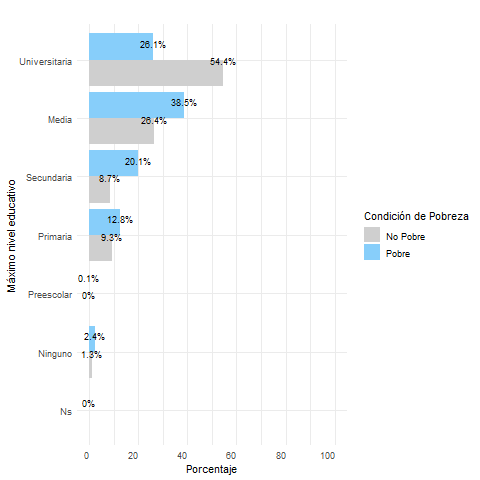 Máximo nivel educativo
Universitaria
26.1%
54.4%
Media
38.5%
26.4%
Secundaria
20.1%
8.7%
Primaria
12.8%
9.3%
Preescolar
0.1%
0%
Ninguno
2.4%
1.3%
Ns
0%
0 20 40 60 80 100
Porcentaje
Condición de Pobreza
No Pobre
Pobre